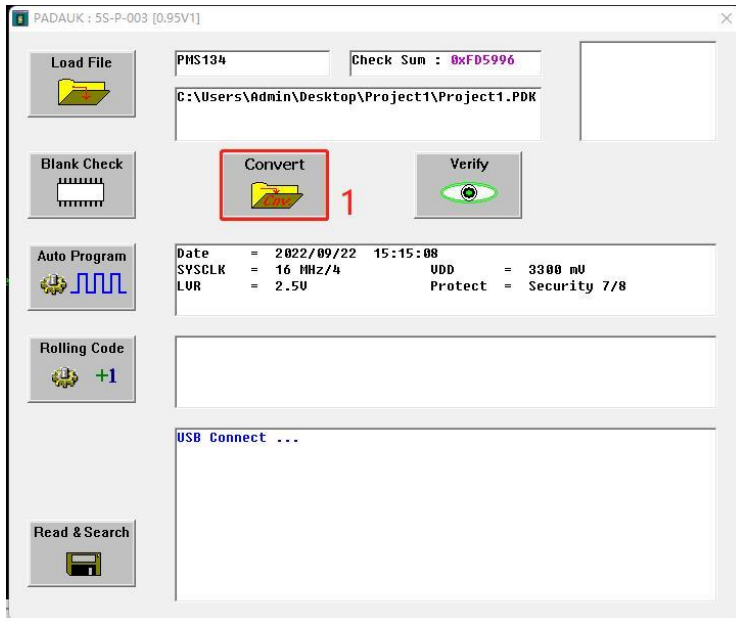 PADAUK : 5S-P-003 [0.95V1]
Load File
PMS134
Check Sum : 0xFD5996
C:\Users\Admin\Desktop\Project1\Project1.PDK
Blank Check
Convert
Cnv.
1
Verify
Auto Program
Date = 2022/09/22 15:15:08
SYSCLK = 16 MHz/4 VDD = 3300 mV
LVR = 2.5V Protect = Security 7/8
Rolling Code
+1
USB Connect ...
Read & Search